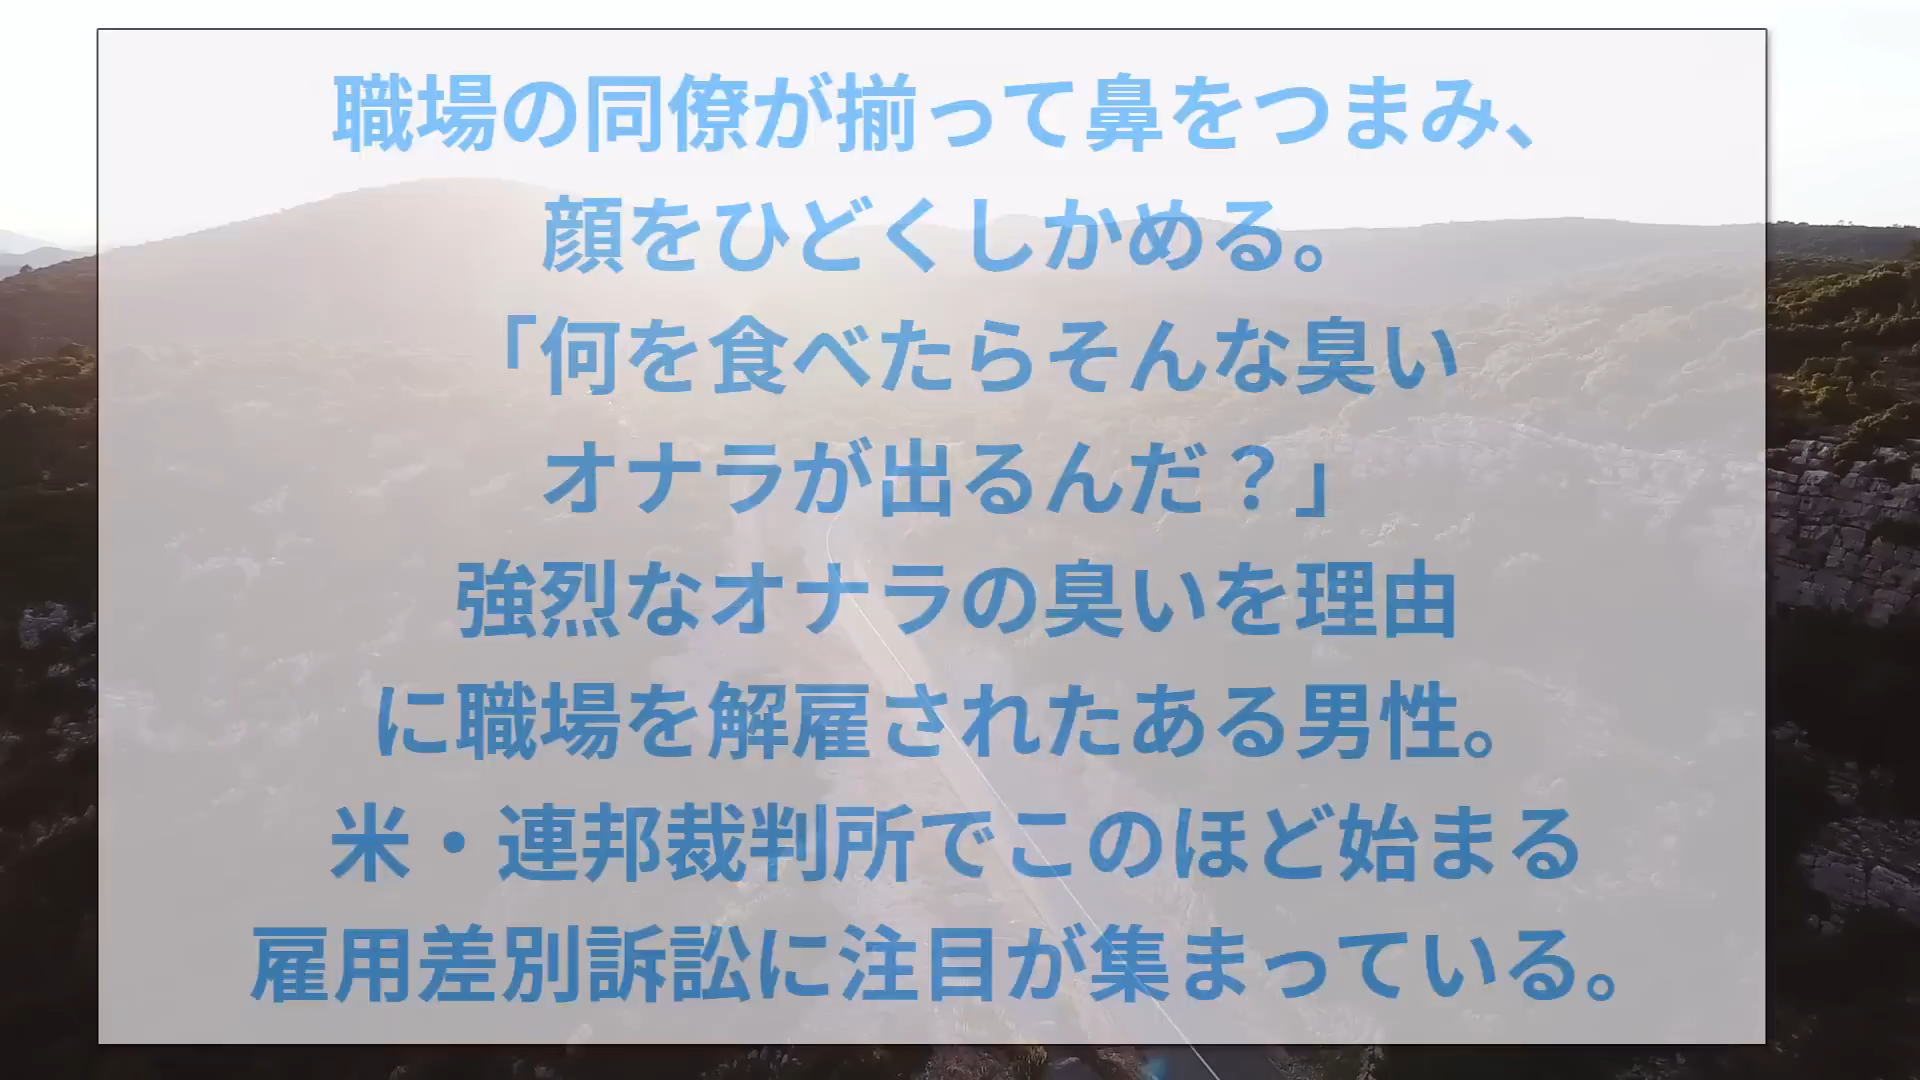 職場の同僚が揃って鼻をつまみ、
顔をひどくしかめる。
「何を食べたらそんな臭い
オナラが出るんだ？」
強烈なオナラの臭いを理由
に職場を解雇されたある男性。
米・連邦裁判所でこのほど始まる
雇用差別訴訟に注目が集まっている。